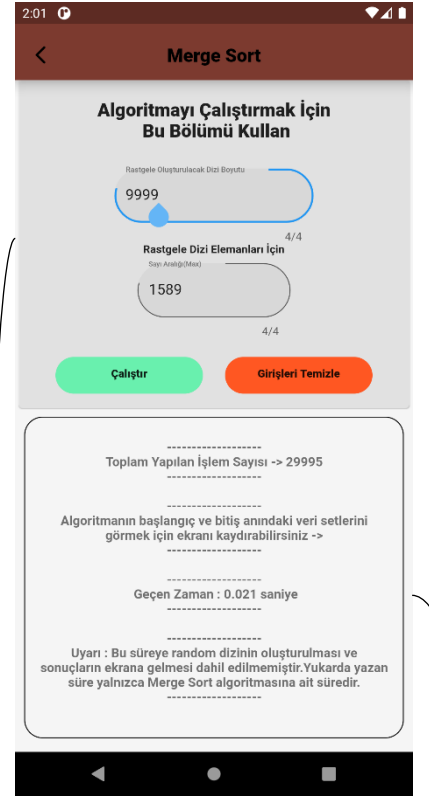 2:01
Merge Sort
Algoritmayı Çalıştırmak İçin
Bu Bölümü Kullan
Rastgele Oluşturulacak Dizi Boyutu
9999
4/4
Rastgele Dizi Elemanları İçin
Sayı Aralığı(Max)
1589
4/4
Çalıştır
Girişleri Temizle
-------------------
Toplam Yapılan İşlem Sayısı -> 29995
-------------------
-------------------
Algoritmanın başlangıç ve bitiş anındaki veri setlerini
görmek için ekranı kaydırabilirsiniz ->
-------------------
-------------------
Geçen Zaman : 0.021 saniye
-------------------
-------------------
Uyarı : Bu süreye random dizinin oluşturulması ve
sonuçların ekrana gelmesi dahil edilmemiştir.Yukarda yazan
süre yalnızca Merge Sort algoritmasına ait süredir.
-------------------